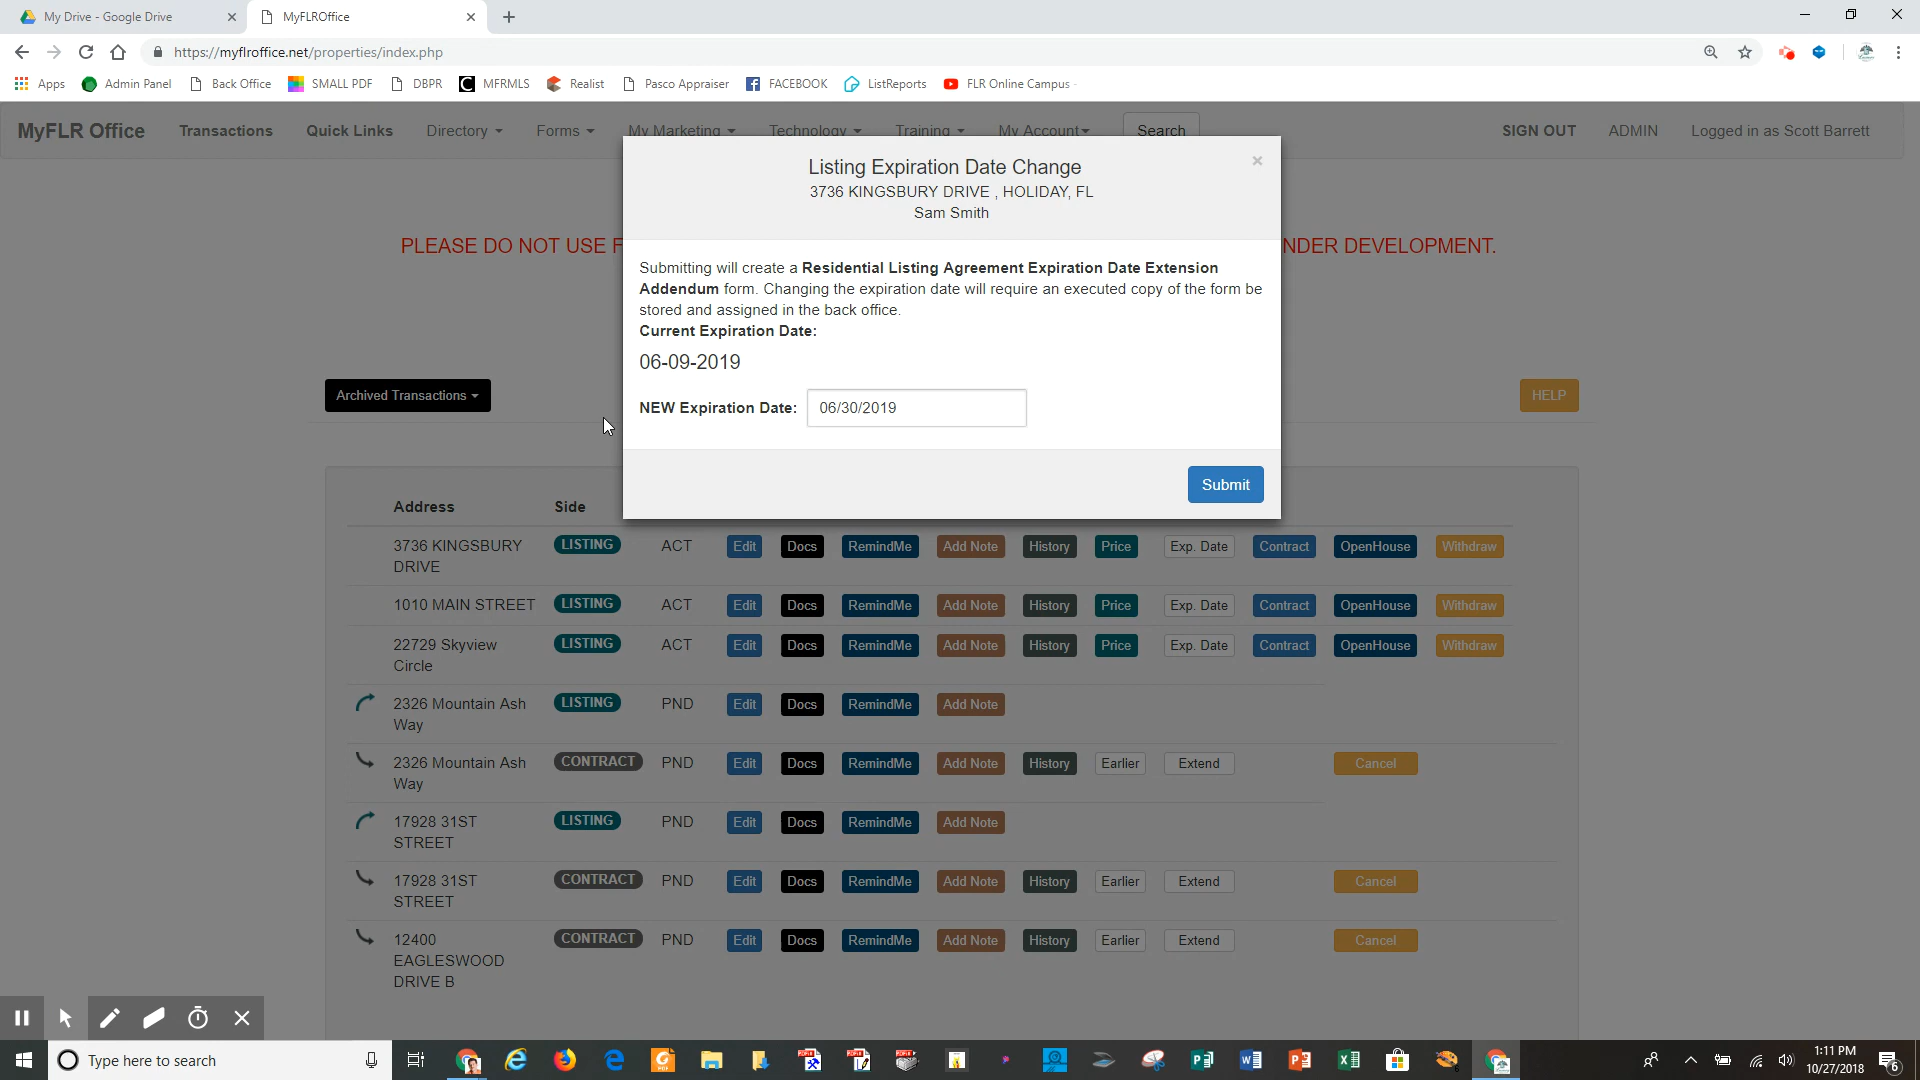 My Drive - Google Drive
MyFLROffice
https://myflroffice.net/properties/index.php
Apps
Admin Panel
Back Office
SMALL PDF
DBPR
MFRMLS
Realist
Pasco Appraiser
FACEBOOK
ListReports
FLR Online Campus -
MyFLR Office
Transactions
Quick Links
Directory
Forms
My Marketing
Technology
Training
My Account
Search
SIGN OUT
ADMIN
Logged in as Scott Barrett
Listing Expiration Date Change
3736 KINGSBURY DRIVE , HOLIDAY, FL
Sam Smith
PLEASE DO NOT USE F
NDER DEVELOPMENT.
Submitting will create a Residential Listing Agreement Expiration Date Extension
Addendum form. Changing the expiration date will require an executed copy of the form be
stored and assigned in the back office.
Current Expiration Date:
06-09-2019
NEW Expiration Date: 06/30/2019
Submit
Archived Transactions
HELP
Address Side
3736 KINGSBURY DRIVE LISTING ACT Edit Docs RemindMe Add Note History Price Exp. Date Contract OpenHouse Withdraw
1010 MAIN STREET LISTING ACT Edit Docs RemindMe Add Note History Price Exp. Date Contract OpenHouse Withdraw
22729 Skyview Circle LISTING ACT Edit Docs RemindMe Add Note History Price Exp. Date Contract OpenHouse Withdraw
2326 Mountain Ash Way LISTING PND Edit Docs RemindMe Add Note
2326 Mountain Ash Way CONTRACT PND Edit Docs RemindMe Add Note History Earlier Extend Cancel
17928 31ST STREET LISTING PND Edit Docs RemindMe Add Note
17928 31ST STREET CONTRACT PND Edit Docs RemindMe Add Note History Earlier Extend Cancel
12400 EAGLESWOOD DRIVE B CONTRACT PND Edit Docs RemindMe Add Note History Earlier Extend Cancel
Type here to search
1:11 PM
10/27/2018
6